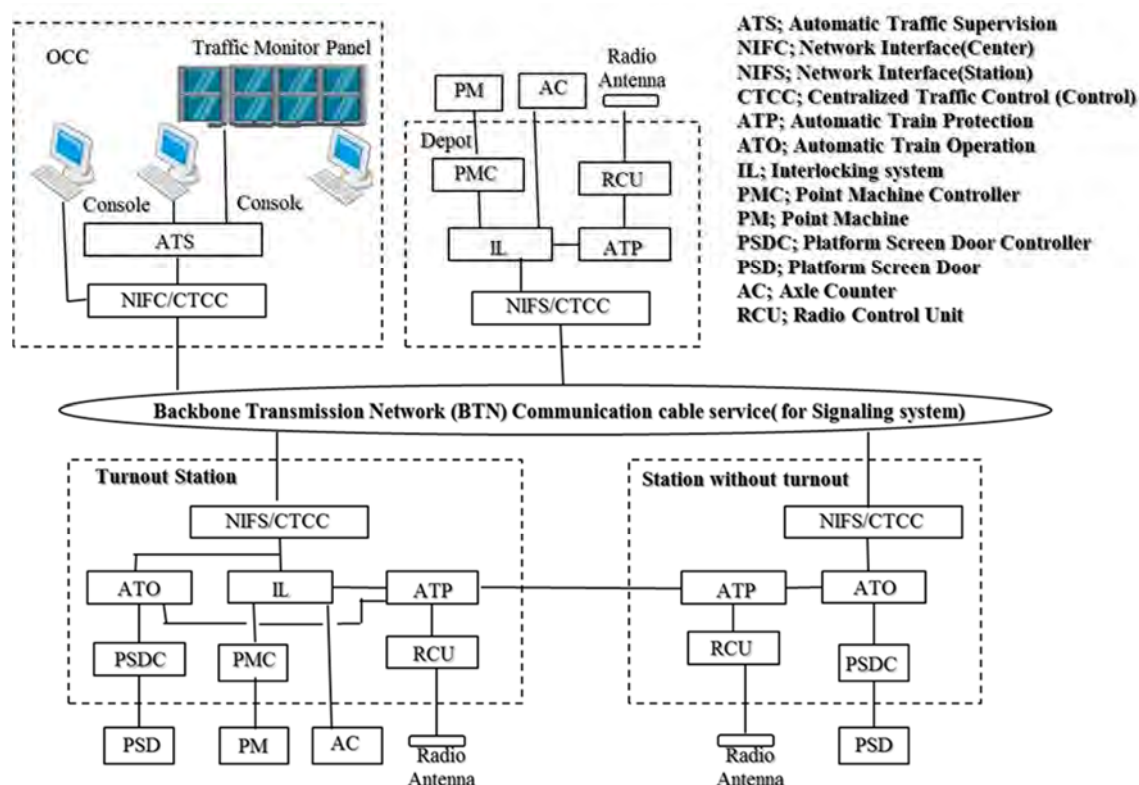 OCC
Traffic Monitor Panel
Console
Consol
ATS
NIFC/CTCC
PM
AC
Radio
Antenna
Depot
PMC
RCU
IL
ATP
NIFS/CTCC
ATS; Automatic Traffic Supervision
NIFC; Network Interface(Center)
NIFS; Network Interface(Station)
CTCC; Centralized Traffic Control (Control)
ATP; Automatic Train Protection
ATO; Automatic Train Operation
IL; Interlocking system
PMC; Point Machine Controller
PM; Point Machine
PSDC; Platform Screen Door Controller
PSD; Platform Screen Door
AC; Axle Counter
RCU; Radio Control Unit
Backbone Transmission Network (BTN) Communication cable service( for Signaling system)
Turnout Station
NIFS/CTCC
ATO
IL
ATP
PSDC
PMC
RCU
PSD
PM
AC
Radio
Antenna
Station without turnout
NIFS/CTCC
ATP
ATO
RCU
PSDC
Radio
Antenna
PSD